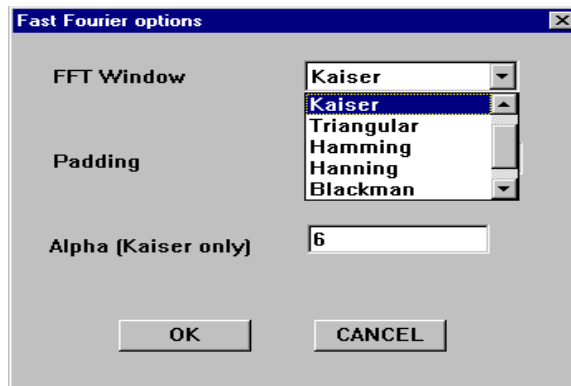 Fast Fourier options
FFT Window
Kaiser
Kaiser
Triangular
Hamming
Hanning
Blackman
Padding
Alpha (Kaiser only)
6
OK
CANCEL